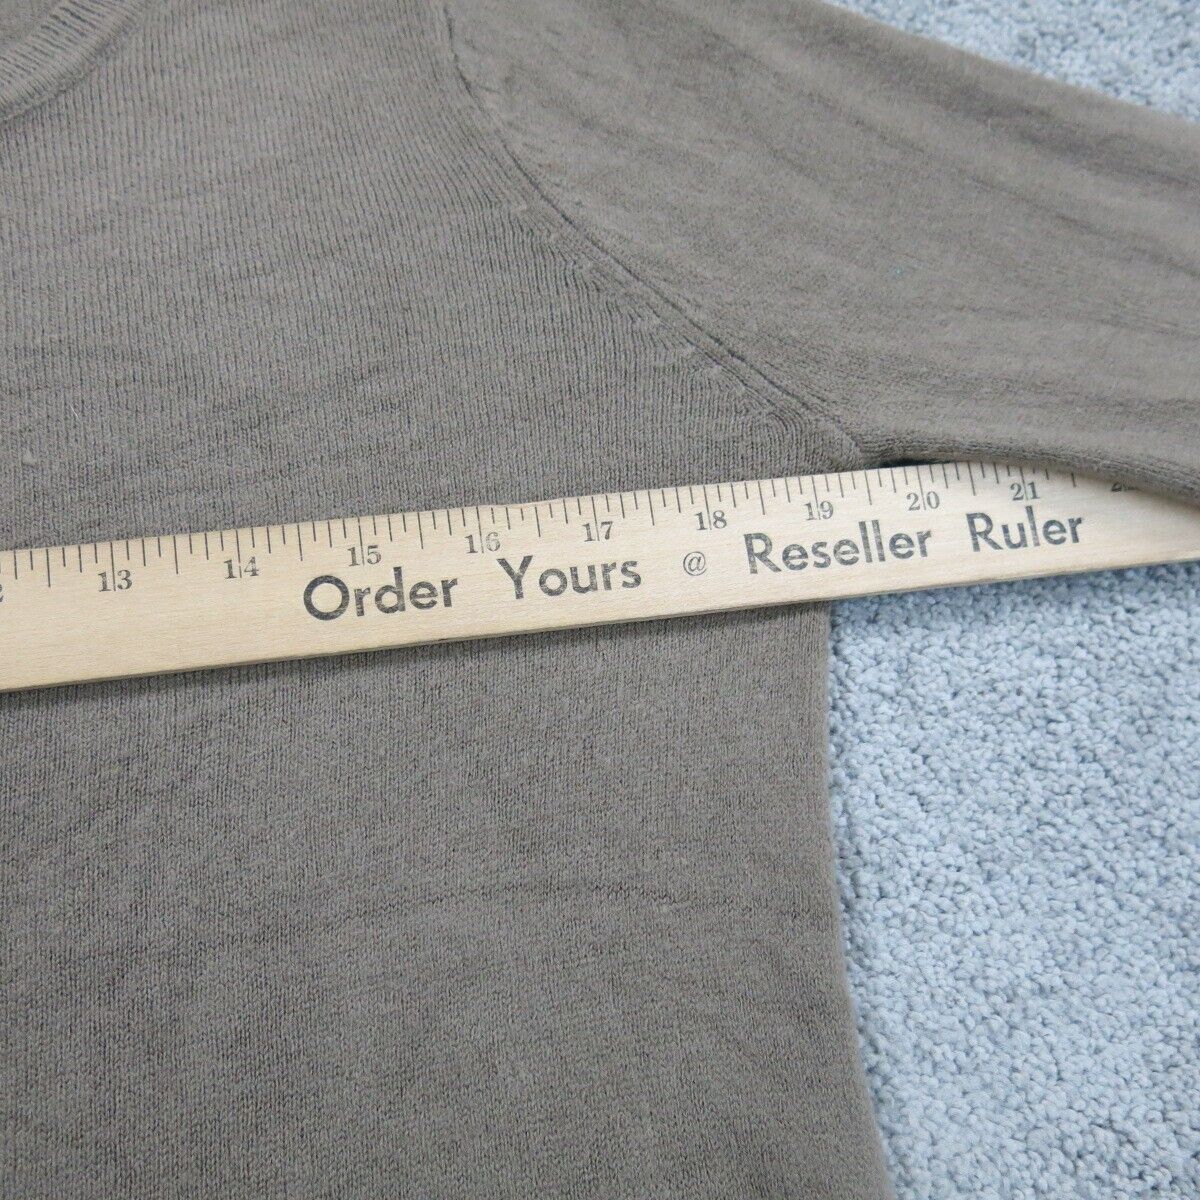 13 14 15 16 17 18 19 20 21
Order Yours @ Reseller Ruler